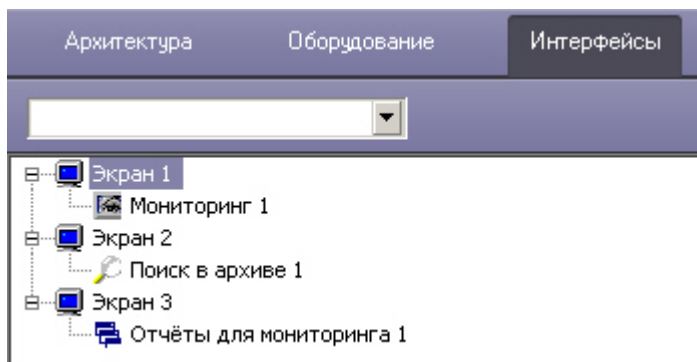 Архитектура Оборудование Интерфейсы
Экран 1
Мониторинг 1
Экран 2
Поиск в архиве 1
Экран 3
Отчёты для мониторинга 1